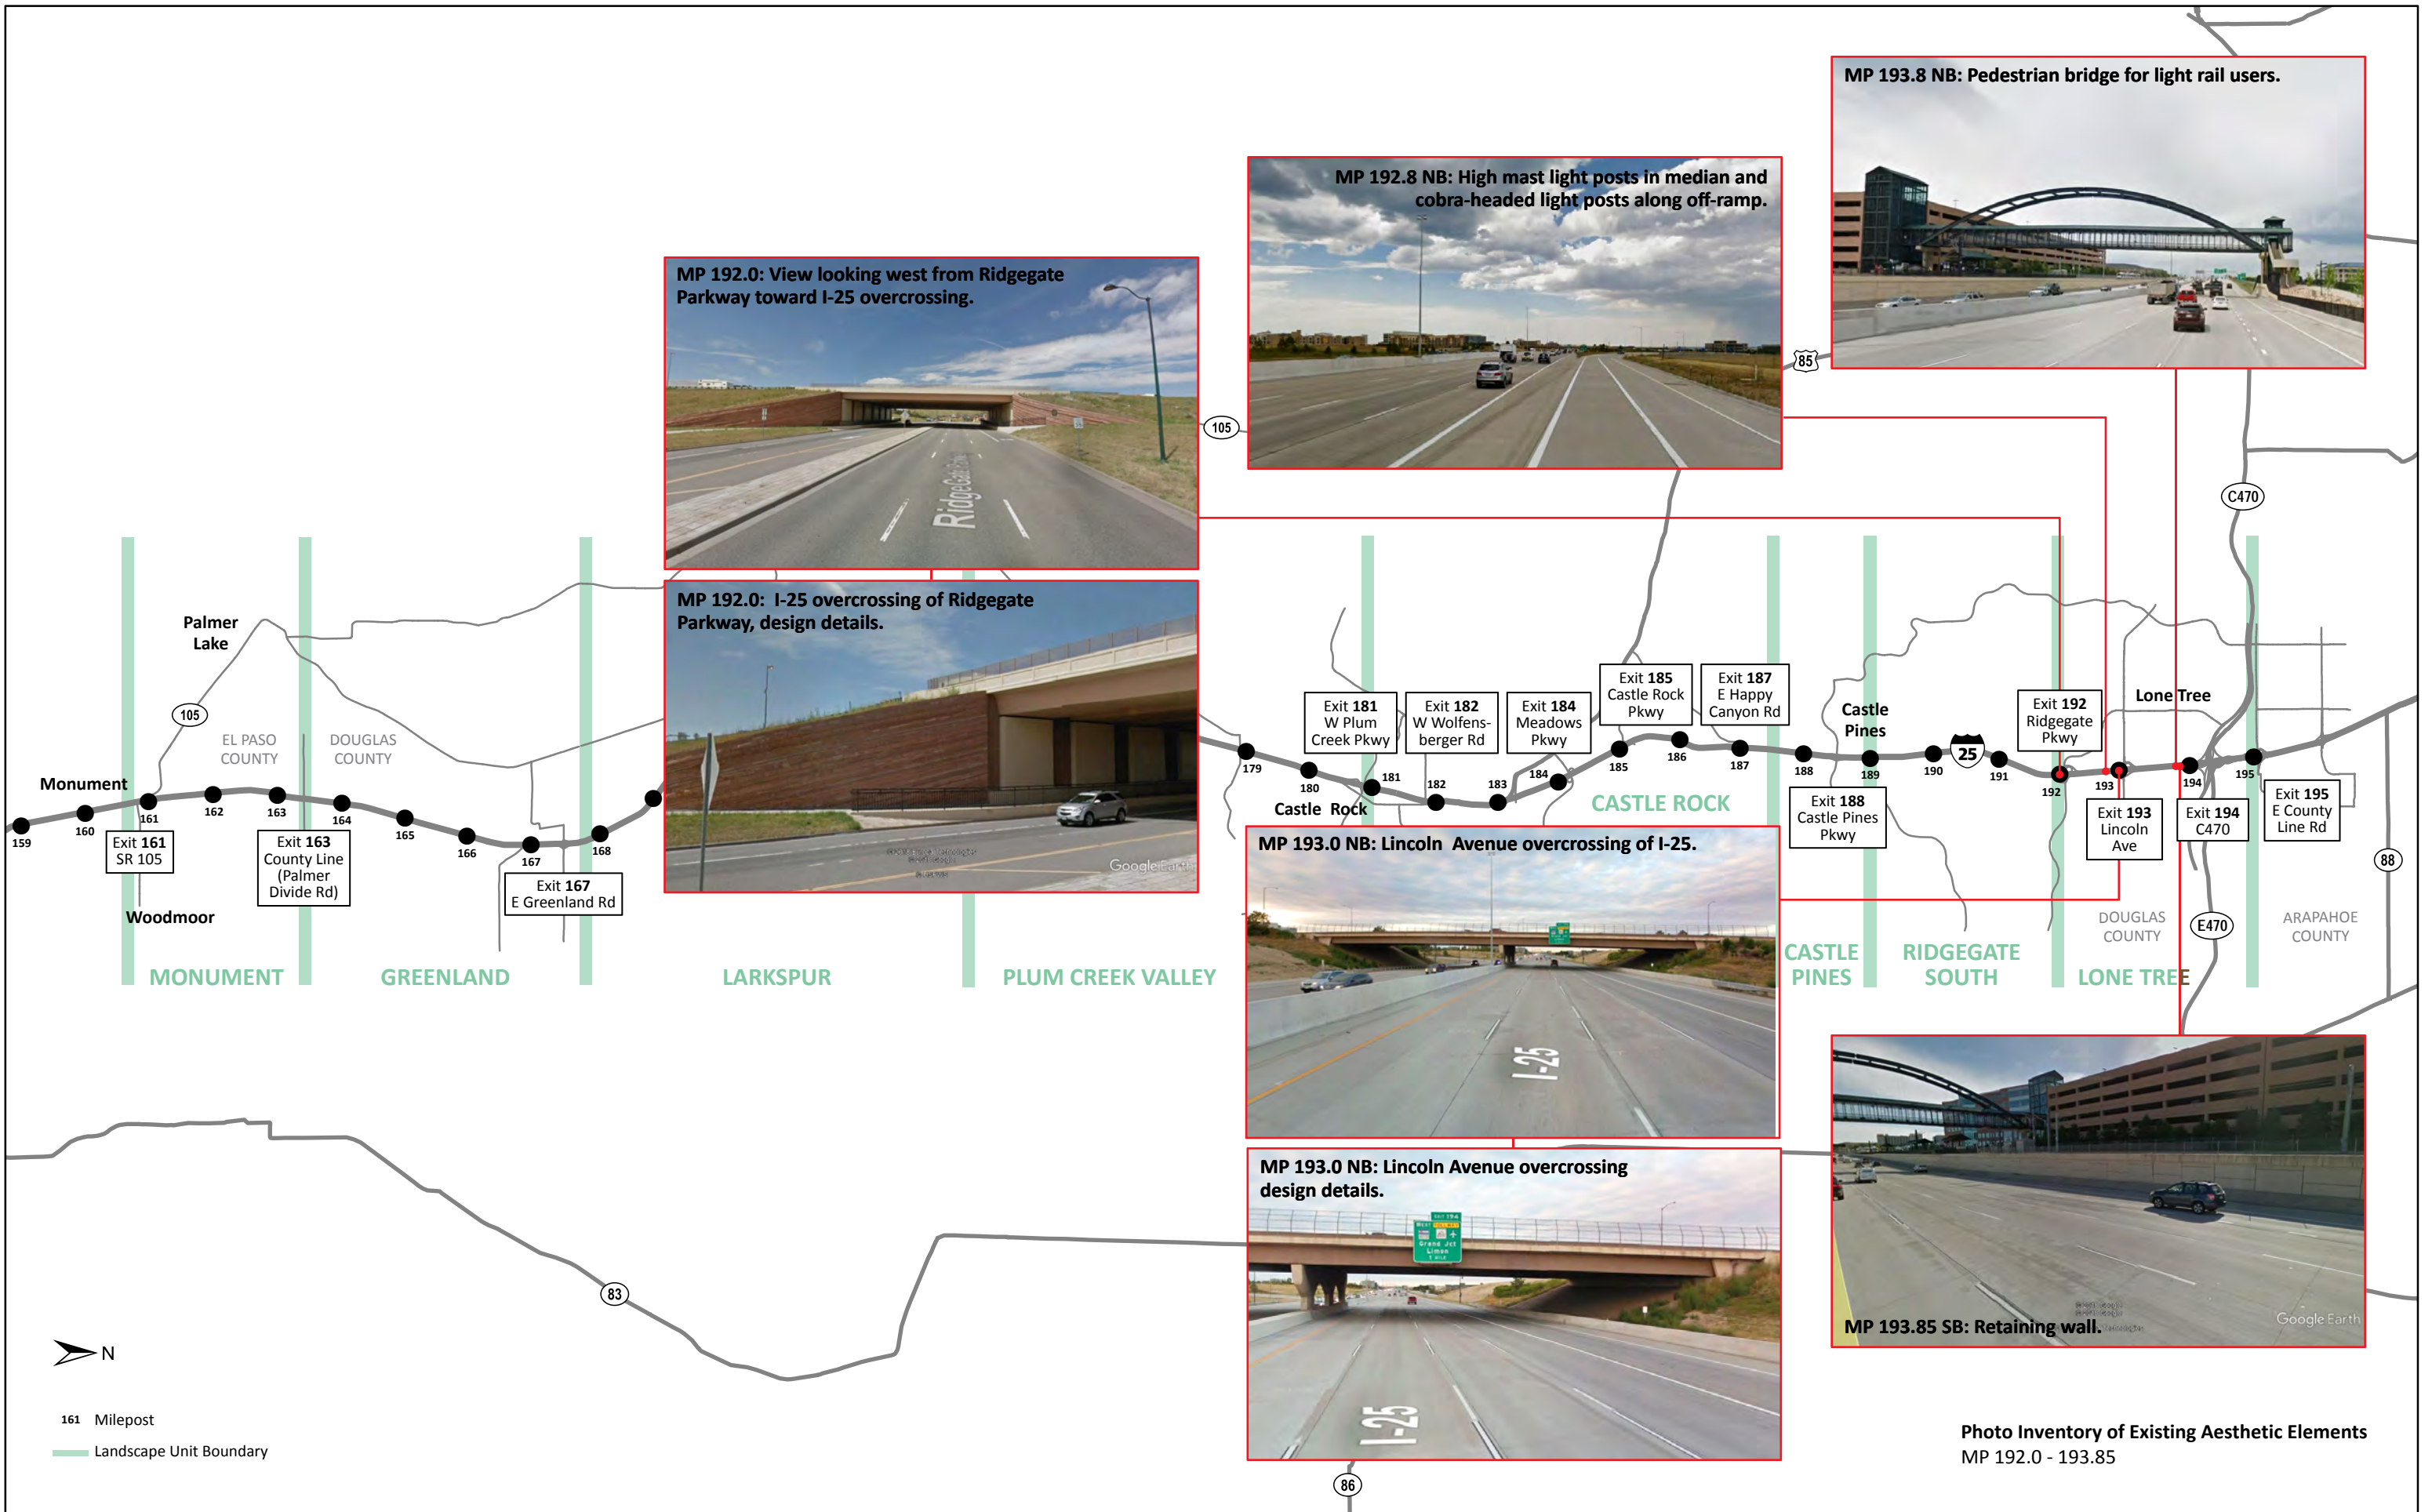 MP 193.8 NB: Pedestrian bridge for light rail users.
MP 192.8 NB: High mast light posts in median and
cobra-headed light posts along off-ramp.
MP 192.0: View looking west from Ridgegate
Parkway toward I-25 overcrossing.
RidgeGate Pkwy
MP 192.0: I-25 overcrossing of Ridgegate
Parkway, design details.
Google Earth
85
105
C470
Palmer
Lake
105
EL PASO
COUNTY
DOUGLAS
COUNTY
Monument
159
160
161
162
163
164
165
166
167
168
Exit 161
SR 105
Exit 163
County Line
(Palmer
Divide Rd)
Exit 167
E Greenland Rd
Woodmoor
Exit 181
W Plum
Creek Pkwy
Exit 182
W Wolfens-
berger Rd
Exit 184
Meadows
Pkwy
Exit 185
Castle Rock
Pkwy
Exit 187
E Happy
Canyon Rd
Castle
Pines
Exit 192
Ridgegate
Pkwy
Lone Tree
25
179
180
181
182
183
184
185
186
187
188
189
190
191
192
193
194
195
Castle Rock
CASTLE ROCK
Exit 188
Castle Pines
Pkwy
Exit 193
Lincoln
Ave
Exit 194
C470
Exit 195
E County
Line Rd
88
DOUGLAS
COUNTY
E470
ARAPAHOE
COUNTY
MONUMENT
GREENLAND
LARKSPUR
PLUM CREEK VALLEY
CASTLE
PINES
RIDGEGATE
SOUTH
LONE TREE
MP 193.0 NB: Lincoln Avenue overcrossing of I-25.
I-25
MP 193.0 NB: Lincoln Avenue overcrossing
design details.
EXIT 194
WEST
Grand Jct
Limon
I-25
Google Earth
MP 193.85 SB: Retaining wall.
83
86
N
161 Milepost
Landscape Unit Boundary
Photo Inventory of Existing Aesthetic Elements
MP 192.0 - 193.85